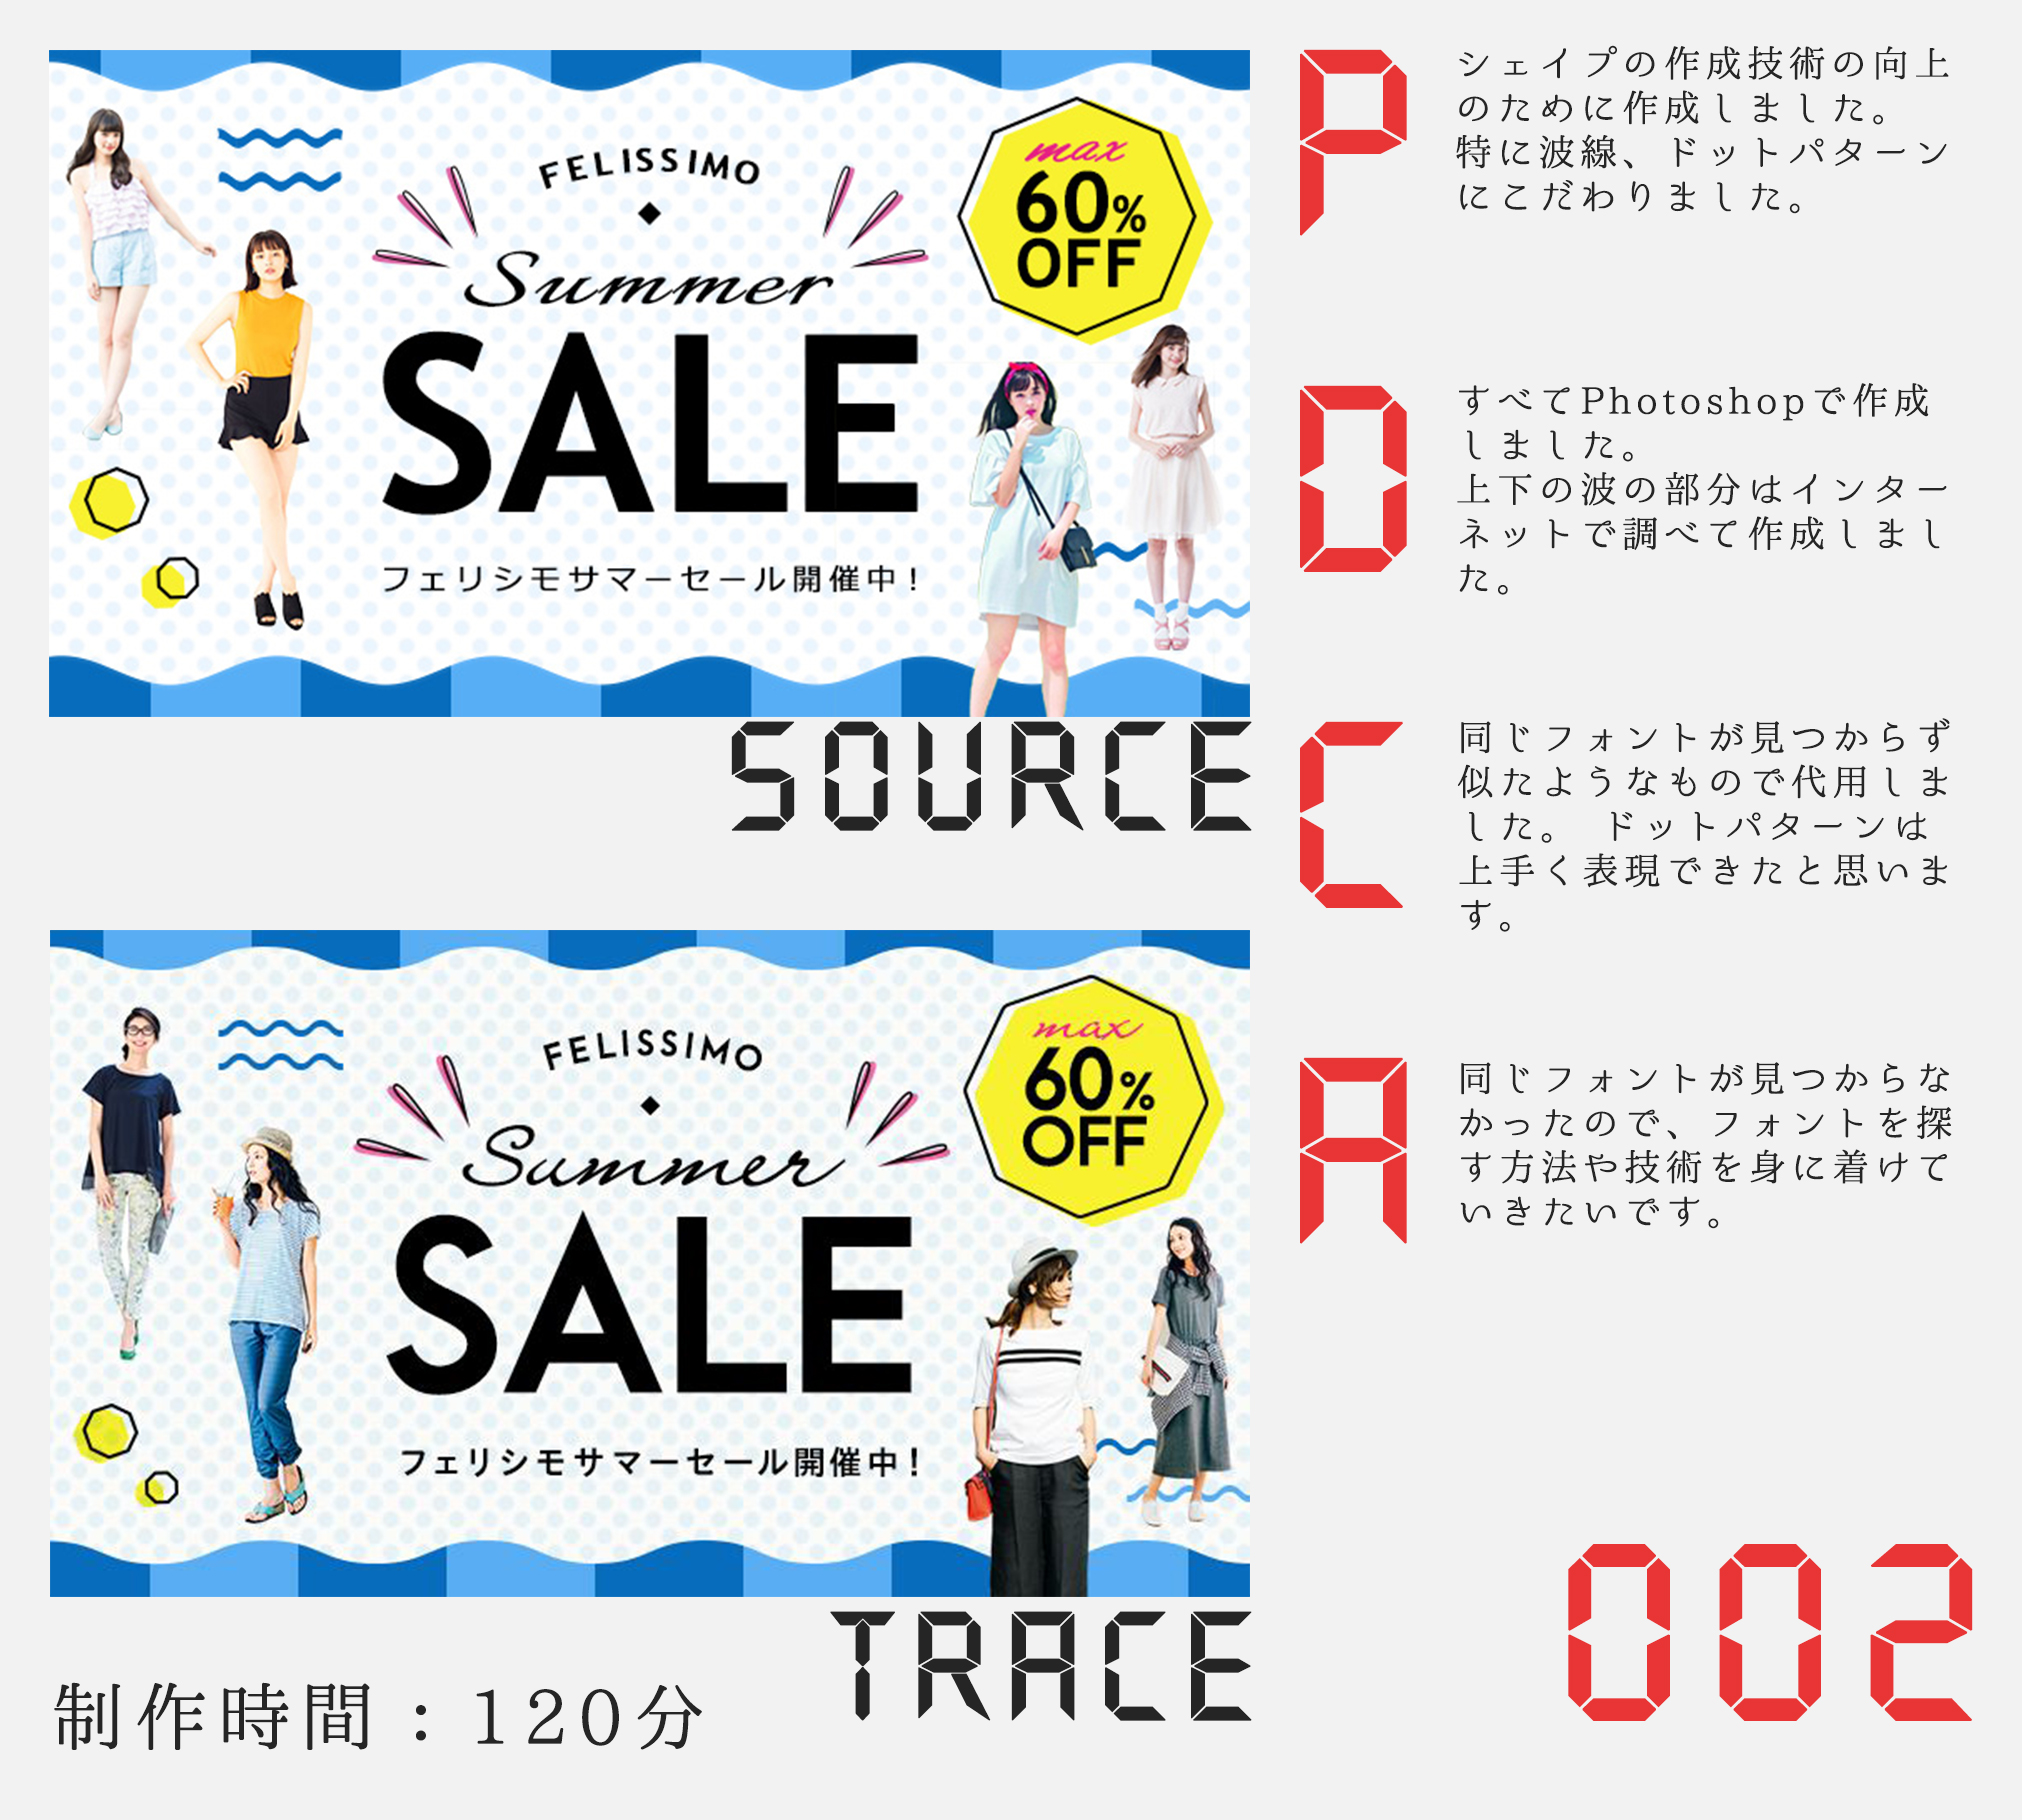 FELISSIMO
Summer
SALE
フェリシモサマーセール開催中！
max
60%
OFF
SOURCE
FELISSIMO
Summer
SALE
フェリシモサマーセール開催中！
max
60%
OFF
TRACE
制作時間：120分
P
シェイプの作成技術の向上
のために作成しました。
特に波線、ドットパターン
にこだわりました。
D
すべてPhotoshopで作成
しました。
上下の波の部分はインター
ネットで調べて作成しまし
た。
C
同じフォントが見つからず
似たようなもので代用しま
した。 ドットパターンは
上手く表現できたと思いま
す。
A
同じフォントが見つからな
かったので、フォントを探
す方法や技術を身に着けて
いきたいです。
002